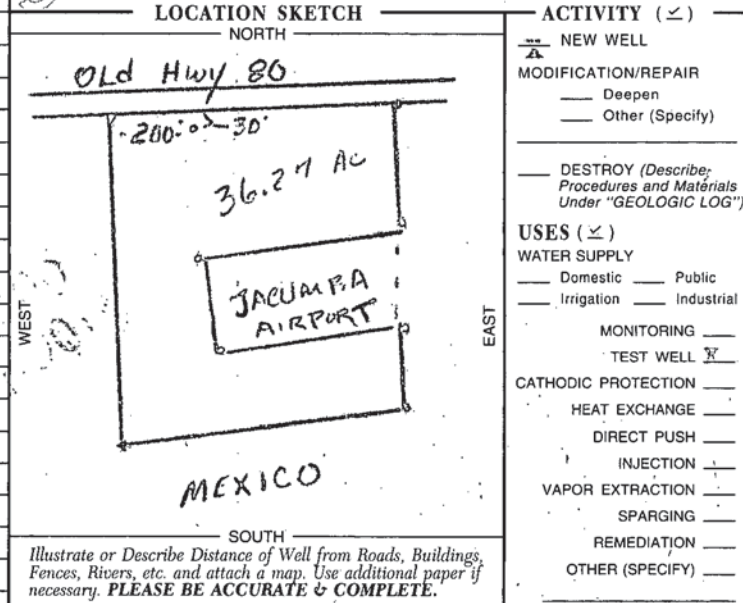 LOCATION SKETCH
NORTH
OLd Hwy 80
200' 30'
36.27 Ac
JACUMBA
AIRPORT
WEST
EAST
MEXICO
SOUTH
Illustrate or Describe Distance of Well from Roads, Buildings,
Fences, Rivers, etc. and attach a map. Use additional paper if
necessary. PLEASE BE ACCURATE & COMPLETE.
ACTIVITY (✓)
NEW WELL
MODIFICATION/REPAIR
Deepen
Other (Specify)
DESTROY (Describe
Procedures and Materials
Under "GEOLOGIC LOG")
USES (✓)
WATER SUPPLY
Domestic Public
Irrigation Industrial
MONITORING
TEST WELL X
CATHODIC PROTECTION
HEAT EXCHANGE
DIRECT PUSH
INJECTION
VAPOR EXTRACTION
SPARGING
REMEDIATION
OTHER (SPECIFY)